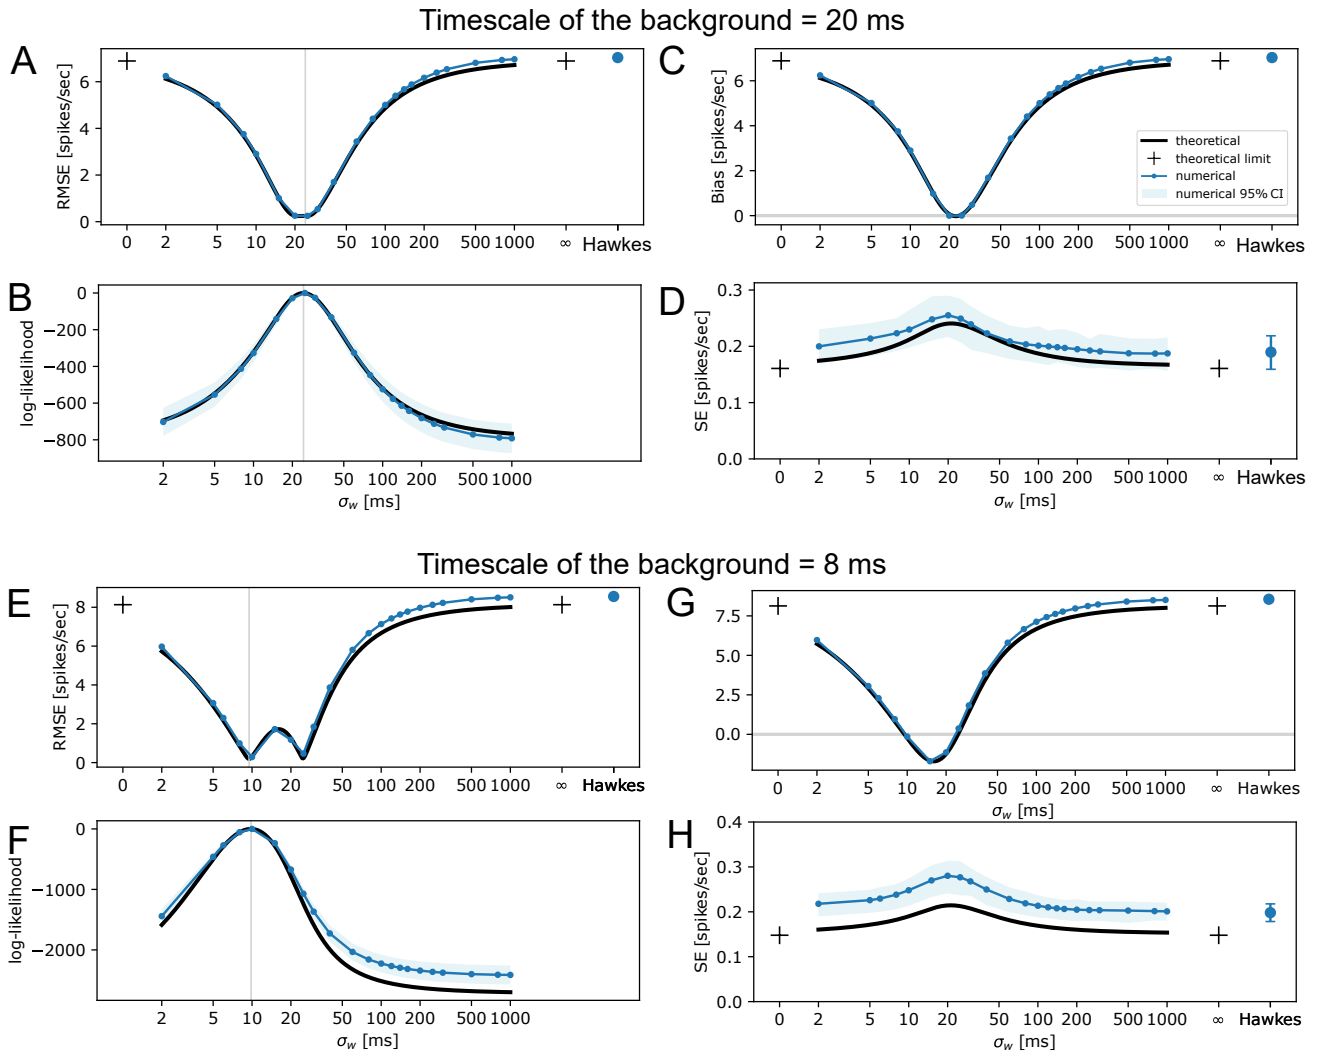 Timescale of the background = 20 ms
A
RMSE [spikes/sec]
6
4
2
0
0 2 5 10 20 50 100 200 500 1000 ∞ Hawkes
C
Bias [spikes/sec]
6
4
2
0
theoretical
theoretical limit
numerical
numerical 95% CI
0 2 5 10 20 50 100 200 500 1000 ∞ Hawkes
B
log-likelihood
0
−200
−400
−600
−800
2 5 10 20 50 100 200 500 1000
σw [ms]
D
SE [spikes/sec]
0.3
0.2
0.1
0.0
0 2 5 10 20 50 100 200 500 1000 ∞ Hawkes
σw [ms]
Timescale of the background = 8 ms
E
RMSE [spikes/sec]
8
6
4
2
0
0 2 5 10 20 50 100 200 500 1000 ∞ Hawkes
G
SE [spikes/sec]
7.5
5.0
2.5
0.0
0 2 5 10 20 50 100 200 500 1000 ∞ Hawkes
σw [ms]
F
log-likelihood
0
−1000
−2000
2 5 10 20 50 100 200 500 1000
σw [ms]
H
SE [spikes/sec]
0.4
0.3
0.2
0.1
0.0
0 2 5 10 20 50 100 200 500 1000 ∞ Hawkes
σw [ms]